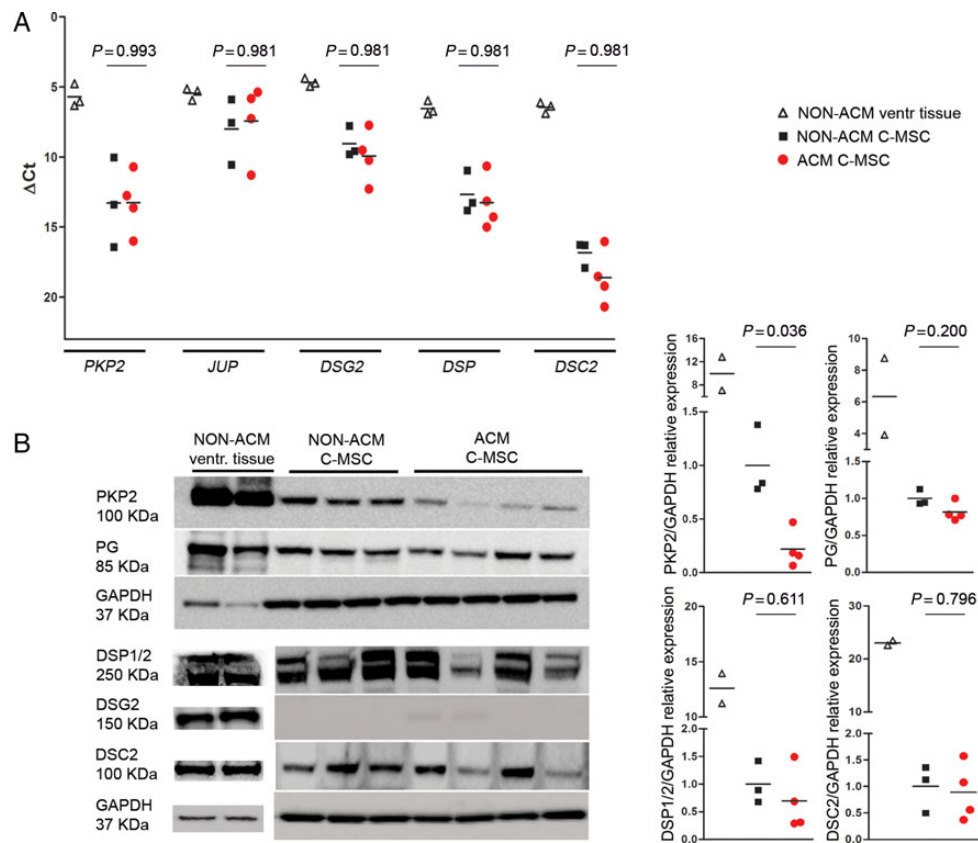 A
P=0.993
P=0.981
P=0.981
P=0.981
P=0.981
0
5
10
15
20
ΔCt
PKP2
JUP
DSG2
DSP
DSC2
NON-ACM ventr tissue
NON-ACM C-MSC
ACM C-MSC
B
NON-ACM
ventr. tissue
NON-ACM
C-MSC
ACM
C-MSC
PKP2
100 KDa
PG
85 KDa
GAPDH
37 KDa
DSP1/2
250 KDa
DSG2
150 KDa
DSC2
100 KDa
GAPDH
37 KDa
P=0.036
PKP2/GAPDH relative expression
16
14
12
10
8
1.5
1.0
0.5
0.0
P=0.200
PG/GAPDH relative expression
10
8
6
4
2
1.5
1.0
0.5
0.0
P=0.611
DSP1/2/GAPDH relative expression
20
15
10
2.0
1.5
1.0
0.5
0.0
P=0.796
DSC2/GAPDH relative expression
30
20
10
2.0
1.5
1.0
0.5
0.0